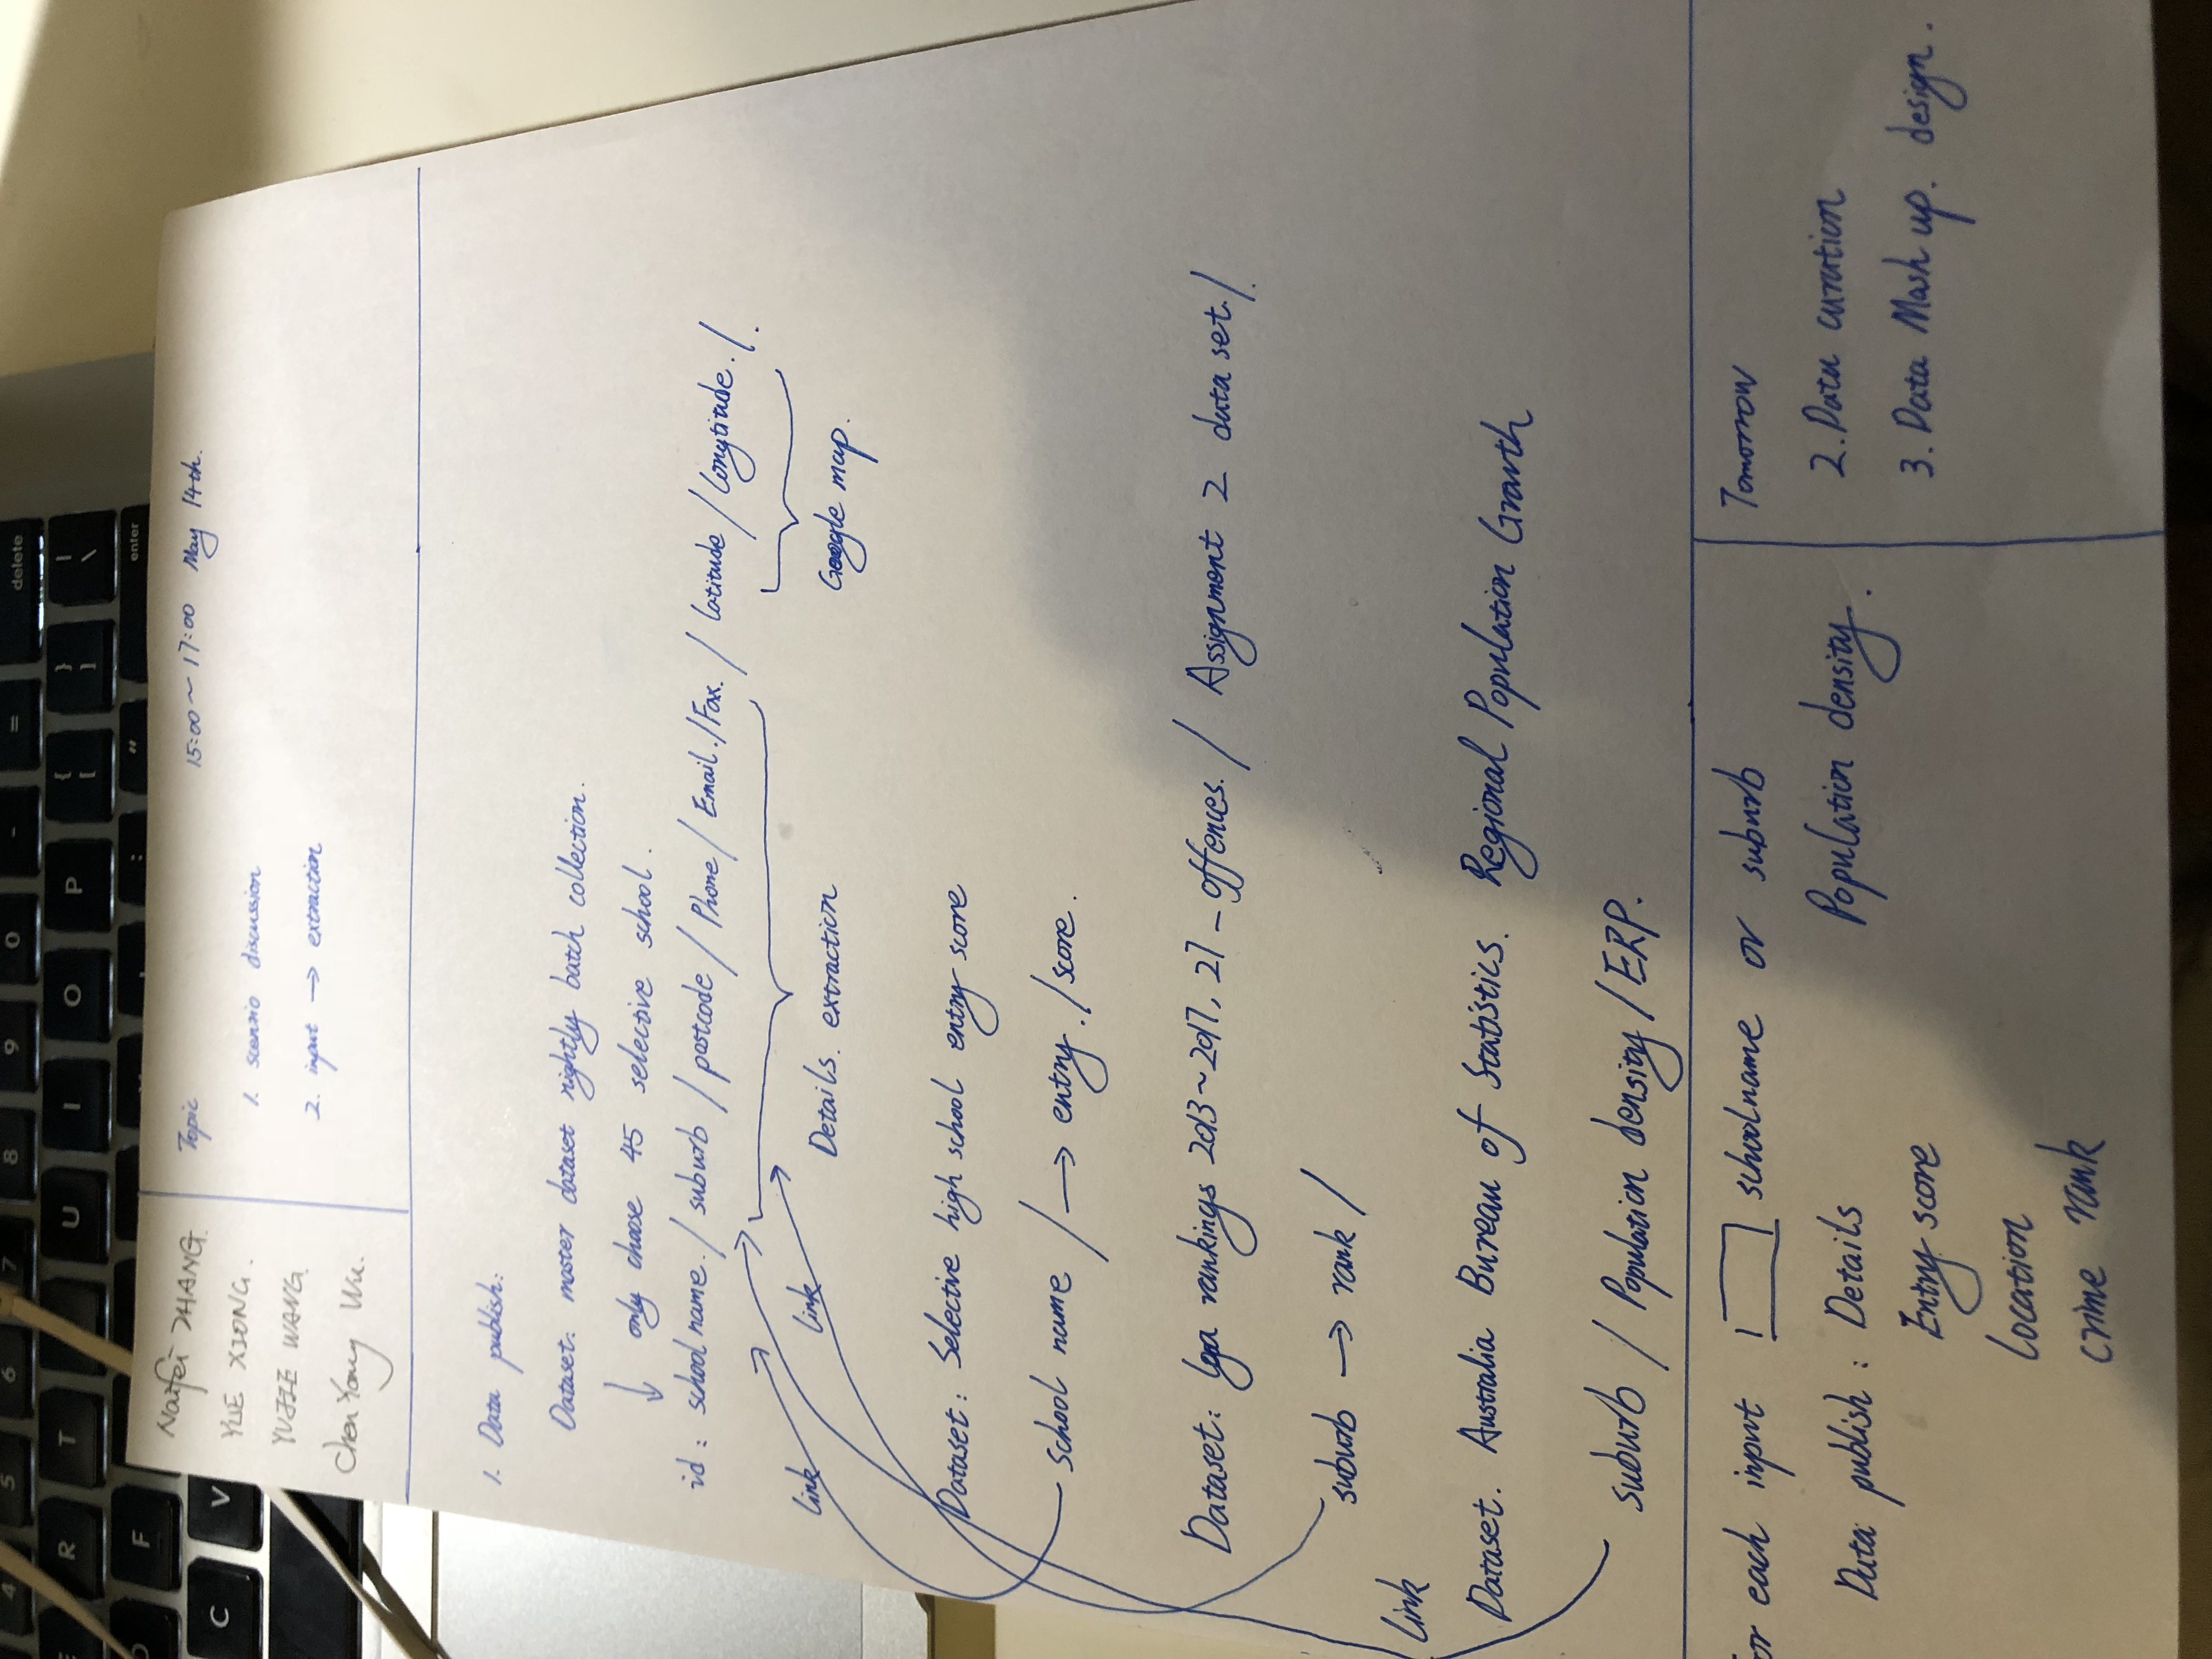 4 5 6 7 8 9 0 - = delete
E R T U I O P { [ } ] | \
D F : " enter
C V
Naifei ZHANG.
YUE XIONG.
YUJIE WANG.
ChenYang Wu.
Topic 15:00~17:00 May 14th.
1. scenrio discussion
2. input → extraction
1. Data publish:
Dataset: master dataset nightly batch collection.
↓ only choose 45 selective school.
id: school name. / suburb / postcode / Phone / Email. / Fax. / latitude / longtitude. /.
link link Details. extraction Google map.
Dataset: Selective high school entry score
school name / → entry. / score.
Dataset: lga rankings 2013~2017, 27_offences. / Assignment 2 data set. /
suburb → rank /
link
Dataset. Australia Bureau of Statistics. Regional Population Growth
suburb / Population density / ERP.
or each input schoolname or suburb
Data publish: Details Population density.
Entry score
Location
crime rank
Tomorrow
2. Data curation
3. Data Mash up. design.